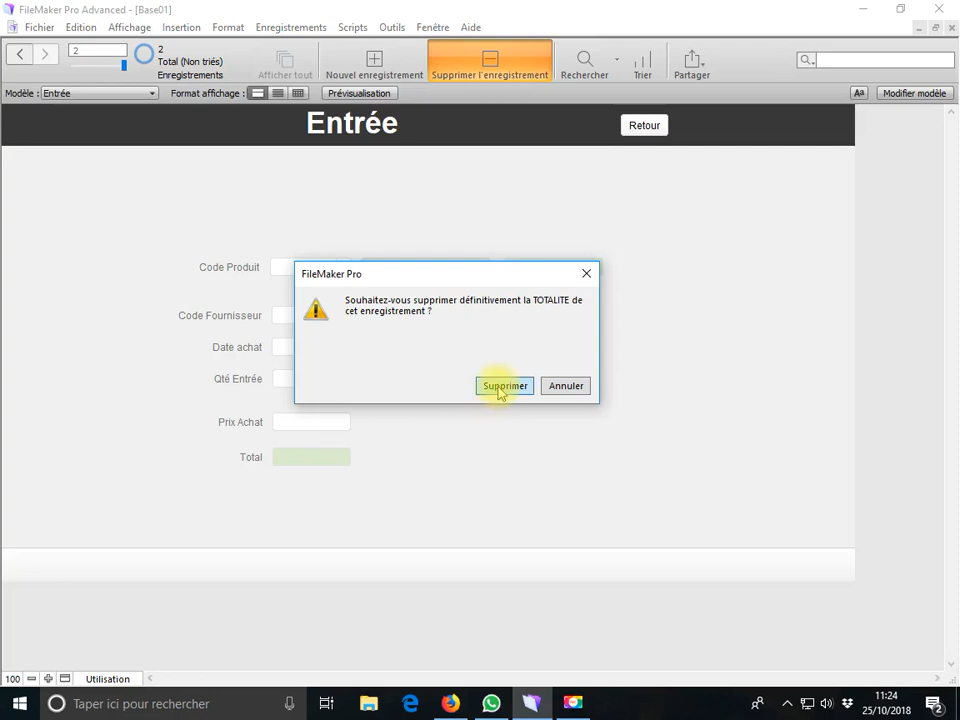 FileMaker Pro Advanced - [Base01]
Fichier Edition Affichage Insertion Format Enregistrements Scripts Outils Fenêtre Aide
2
2
Total (Non triés)
Enregistrements
Afficher tout
Nouvel enregistrement
Supprimer l'enregistrement
Rechercher
Trier
Partager
Modèle : Entrée
Format affichage :
Prévisualisation
Aa
Modifier modèle
Entrée
Retour
Code Produit
FileMaker Pro
Souhaitez-vous supprimer définitivement la TOTALITE de
cet enregistrement ?
Supprimer
Annuler
Code Fournisseur
Date achat
Qté Entrée
Prix Achat
Total
100
Utilisation
Taper ici pour rechercher
11:24
25/10/2018
2